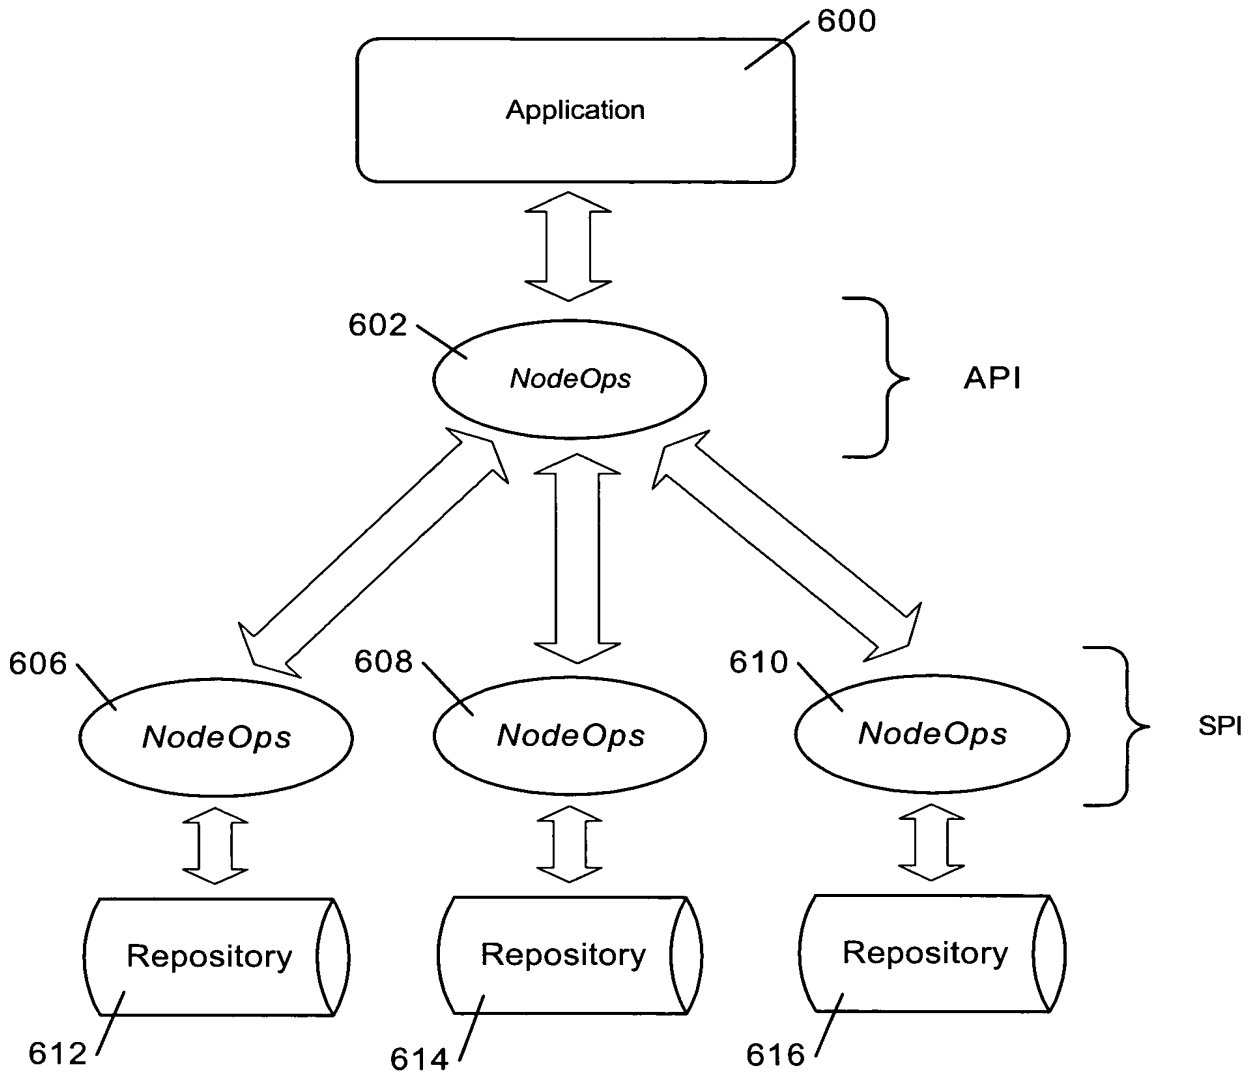 600
Application
602
NodeOps
API
606
608
610
NodeOps
NodeOps
NodeOps
SPI
Repository
Repository
Repository
612
614
616